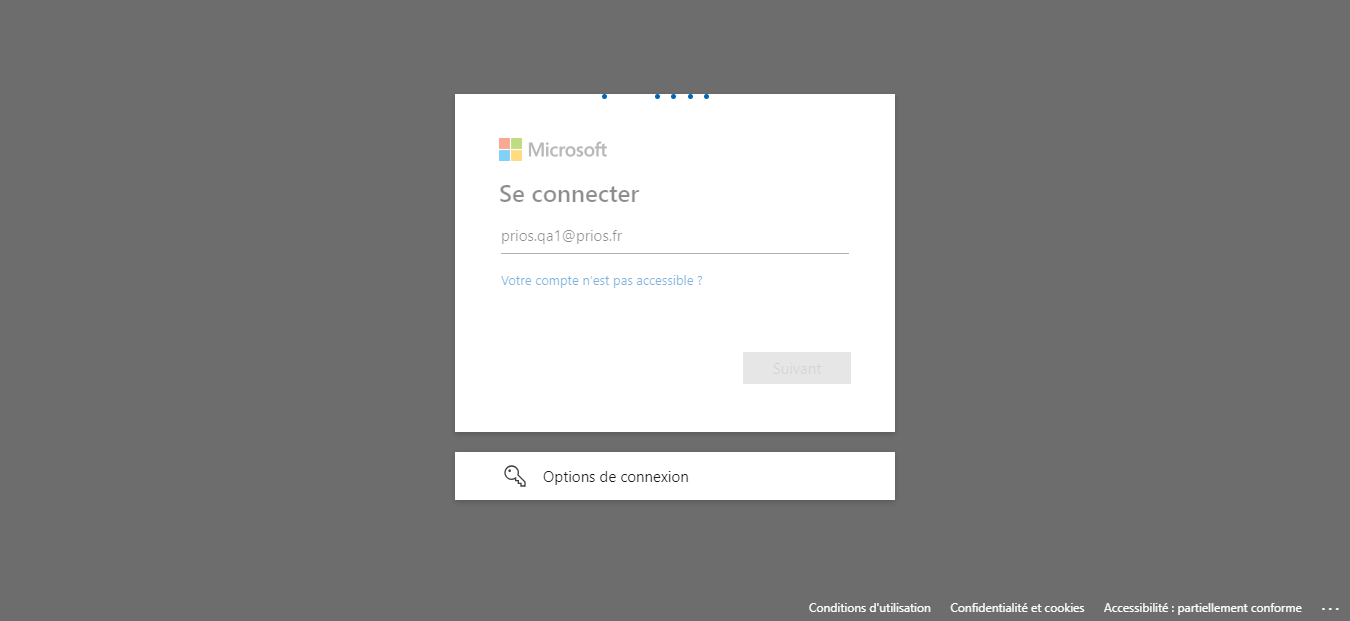 Microsoft
Se connecter
prios.qa1@prios.fr
Votre compte n'est pas accessible ?
Suivant
Options de connexion
Conditions d'utilisation Confidentialité et cookies Accessibilité : partiellement conforme ...